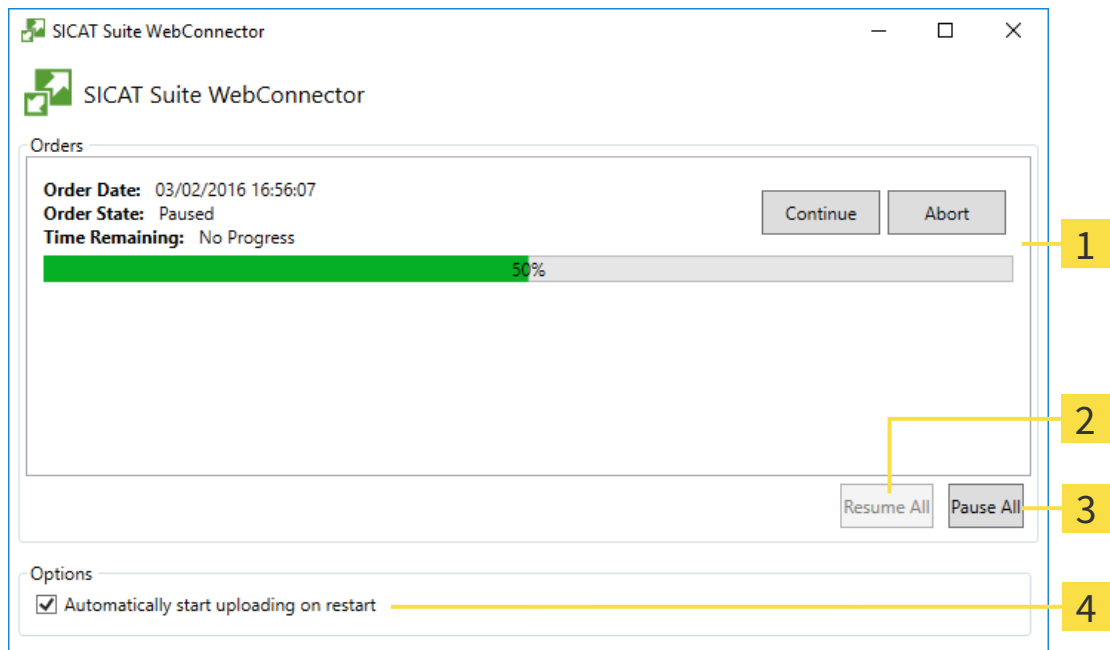 SICAT Suite WebConnector
SICAT Suite WebConnector
Orders
Order Date: 03/02/2016 16:56:07
Order State: Paused
Time Remaining: No Progress
Continue
Abort
1
50%
2
Resume All
Pause All
3
Options
Automatically start uploading on restart
4